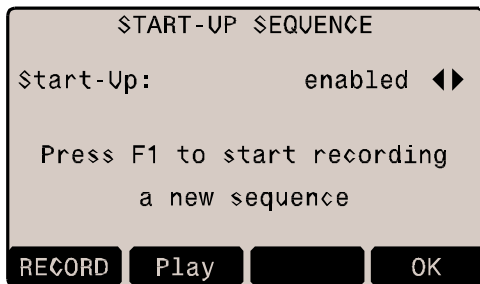 START-UP SEQUENCE
Start-Up: enabled
Press F1 to start recording
a new sequence
RECORD Play OK